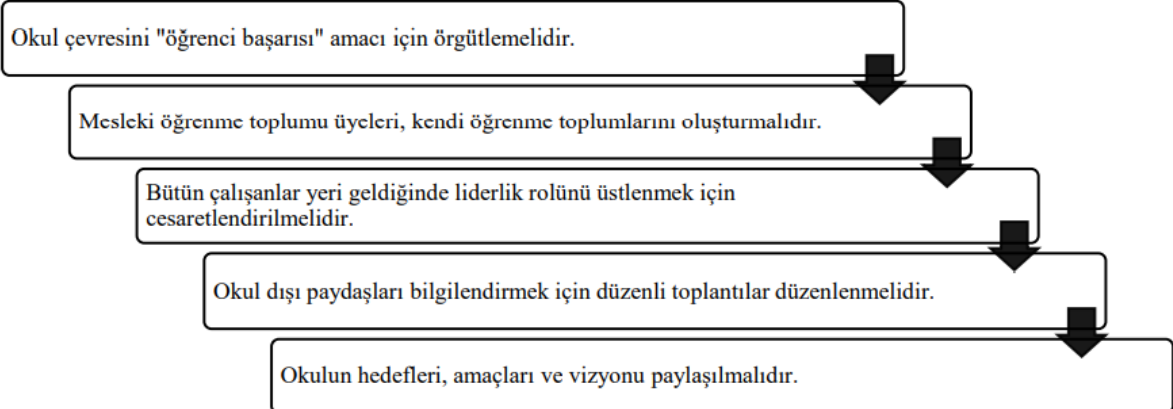 Okul çevresini "öğrenci başarısı" amacı için örgütlemelidir.
Mesleki öğrenme toplumu üyeleri, kendi öğrenme toplumlarını oluşturmalıdır.
Bütün çalışanlar yeri geldiğinde liderlik rolünü üstlenmek için
cesaretlendirilmelidir.
Okul dışı paydaşları bilgilendirmek için düzenli toplantılar düzenlenmelidir.
Okulun hedefleri, amaçları ve vizyonu paylaşılmalıdır.